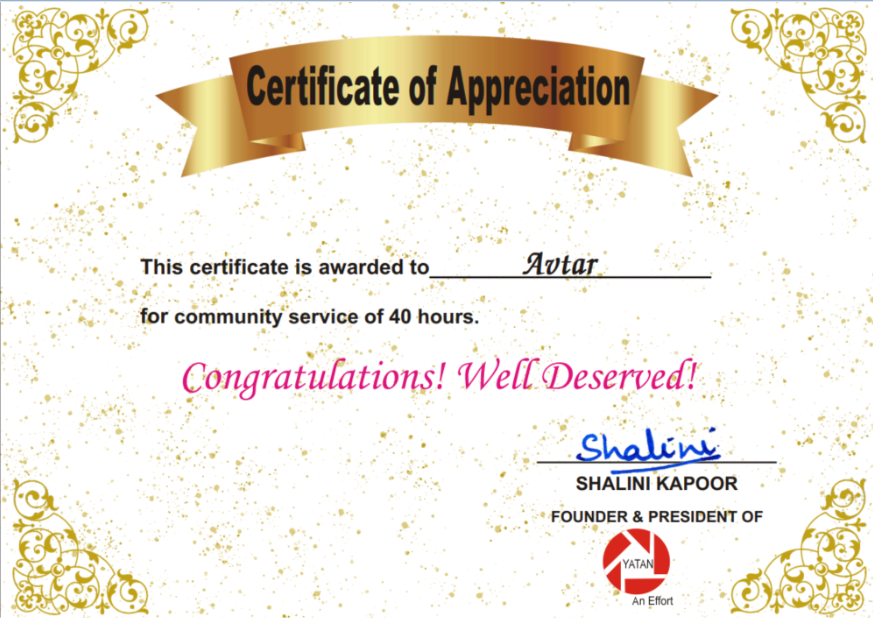 Certificate of Appreciation
This certificate is awarded to Avtar
for community service of 40 hours.
Congratulations! Well Deserved!
Shalini
SHALINI KAPOOR
FOUNDER & PRESIDENT OF
YATAN
An Effort